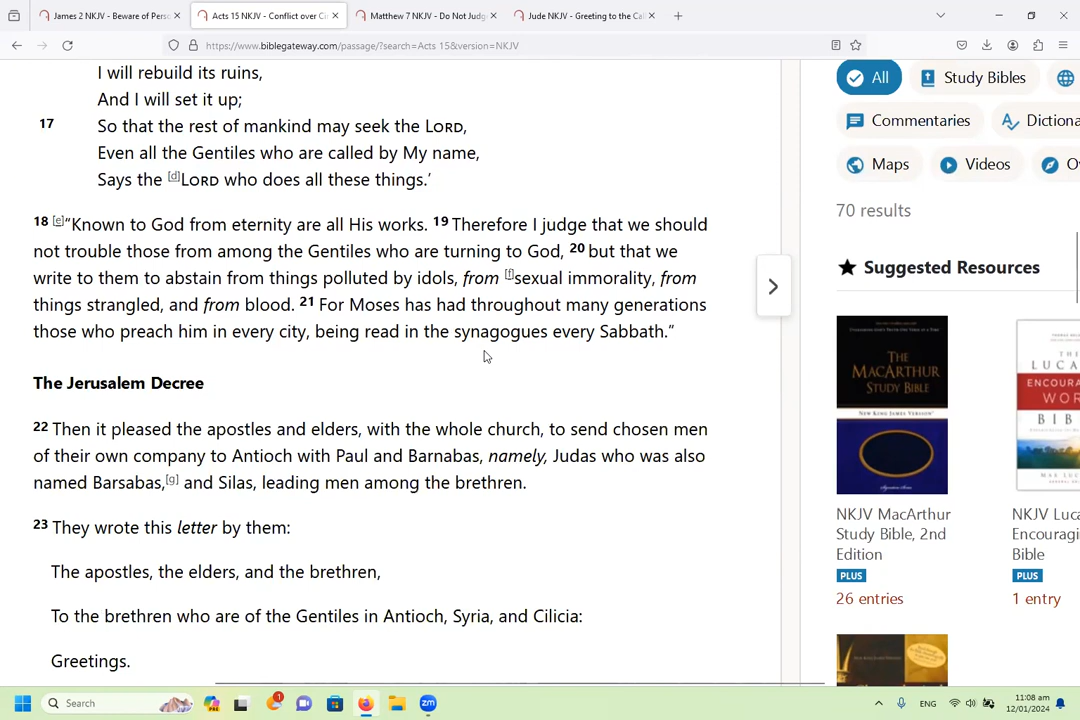 James 2 NKJV - Beware of Pers
Acts 15 NKJV - Conflict over Ci
Matthew 7 NKJV - Do Not Judg
Jude NKJV - Greeting to the Cal
https://www.biblegateway.com/passage/?search=Acts 15&version=NKJV
I will rebuild its ruins,
And I will set it up;
17 So that the rest of mankind may seek the LORD,
Even all the Gentiles who are called by My name,
Says the [d]LORD who does all these things.’
18 [e]“Known to God from eternity are all His works. 19 Therefore I judge that we should
not trouble those from among the Gentiles who are turning to God, 20 but that we
write to them to abstain from things polluted by idols, from [f]sexual immorality, from
things strangled, and from blood. 21 For Moses has had throughout many generations
those who preach him in every city, being read in the synagogues every Sabbath.”
The Jerusalem Decree
22 Then it pleased the apostles and elders, with the whole church, to send chosen men
of their own company to Antioch with Paul and Barnabas, namely, Judas who was also
named Barsabas,[g] and Silas, leading men among the brethren.
23 They wrote this letter by them:
The apostles, the elders, and the brethren,
To the brethren who are of the Gentiles in Antioch, Syria, and Cilicia:
Greetings.
All
Study Bibles
Commentaries
Dictiona
Maps
Videos
O
70 results
Suggested Resources
THE
MACARTHUR
STUDY BIBLE
NEW KING JAMES VERSION
THE
LUCA
ENCOURA
WOR
BIB
NKJV MacArthur
Study Bible, 2nd
Edition
PLUS
26 entries
NKJV Luca
Encouragi
Bible
PLUS
1 entry
Search
1
zm
ENG
11:08 am
12/01/2024